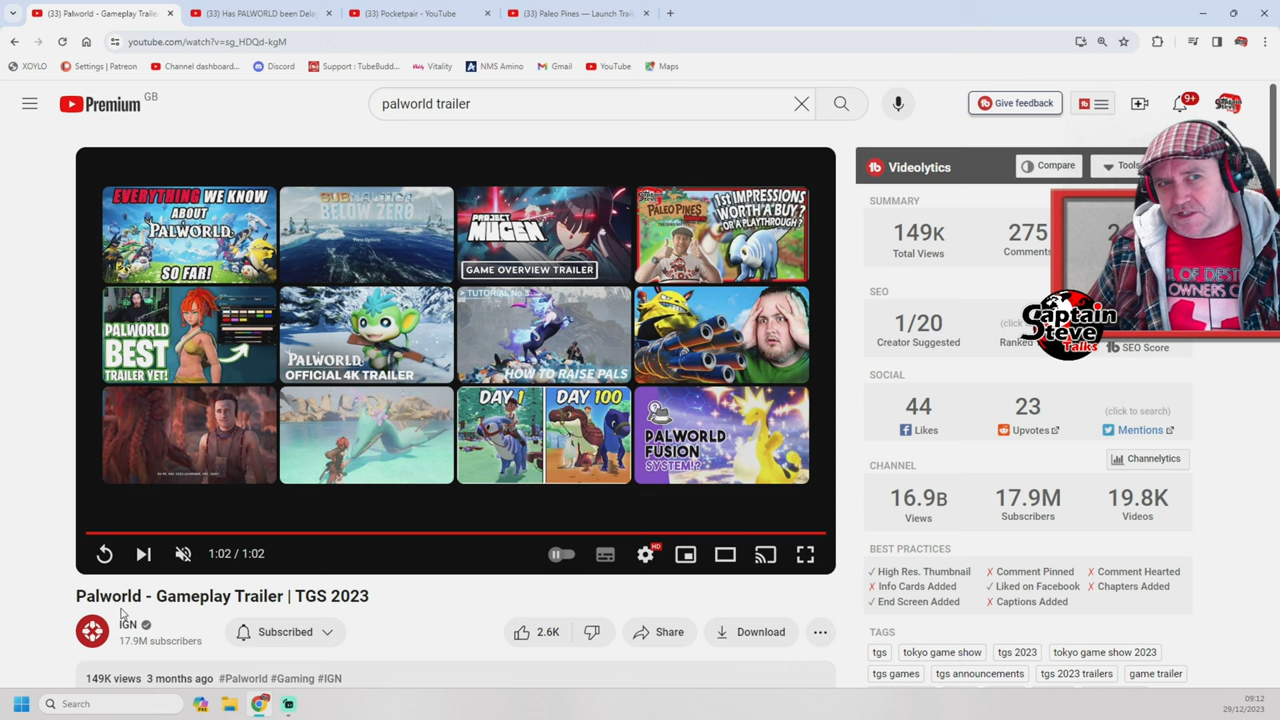 (33) Palworld - Gameplay Traile
(33) Has PALWORLD been Dela
(33) Pocketpair - YouTube
(33) Paleo Pines — Launch Trail
youtube.com/watch?v=sg_HDQd-kgM
XOYLO
Settings | Patreon
Channel dashboard...
Discord
Support : TubeBudd...
Vitality
NMS Amino
Gmail
YouTube
Maps
Premium GB
palworld trailer
Give feedback
9+
EVERYTHING WE KNOW
ABOUT
PALWORLD
SO FAR!
SUBNAUTICA
BELOW ZERO
PROJECT
MUGEN
GAME OVERVIEW TRAILER
PALEO PINES
1ST IMPRESSIONS
WORTH A BUY?
OR A PLAYTHROUGH?
PALWORLD
BEST
TRAILER YET!
PALWORLD
OFFICIAL 4K TRAILER
TUTORIAL No.3
HOW TO RAISE PALS
DAY 1
DAY 100
PALWORLD
FUSION
SYSTEM!?
1:02 / 1:02
HD
Palworld - Gameplay Trailer | TGS 2023
IGN
17.9M subscribers
Subscribed
2.6K
Share
Download
149K views 3 months ago #Palworld #Gaming #IGN
Videolytics
Compare
Tools
SUMMARY
149K
Total Views
275
Comments
SEO
1/20
Creator Suggested
(click
Ranked
SEO Score
SOCIAL
44
Likes
23
Upvotes
(click to search)
Mentions
CHANNEL
Channelytics
16.9B
Views
17.9M
Subscribers
19.8K
Videos
BEST PRACTICES
✓ High Res. Thumbnail
✗ Comment Pinned
✗ Comment Hearted
✗ Info Cards Added
✓ Liked on Facebook
✗ Chapters Added
✓ End Screen Added
✗ Captions Added
TAGS
tgs
tokyo game show
tgs 2023
tokyo game show 2023
tgs games
tgs announcements
tgs 2023 trailers
game trailer
Captain
Steve
Talks
OWNERS C
Search
09:12
29/12/2023